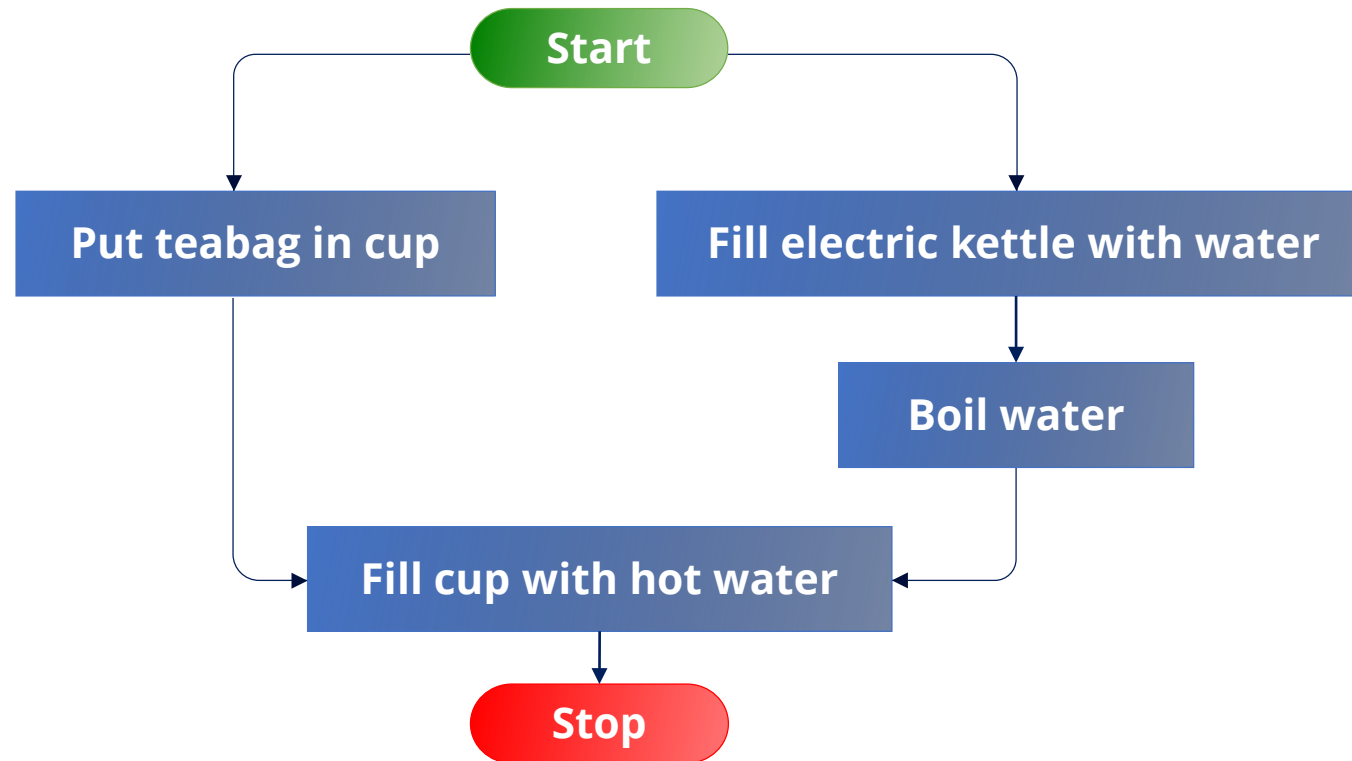 Start
Put teabag in cup
Fill electric kettle with water
Boil water
Fill cup with hot water
Stop